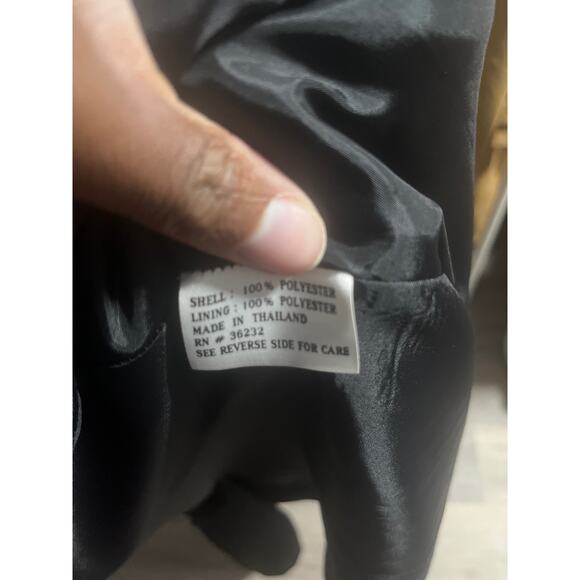 SHELL: 100% POLYESTER
LINING: 100% POLYESTER
MADE IN THAILAND
RN # 36232
SEE REVERSE SIDE FOR CARE